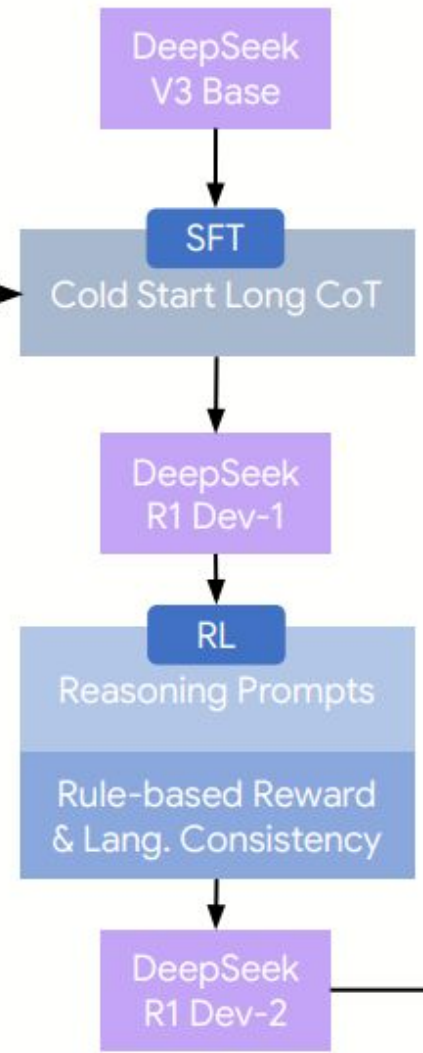 DeepSeek
V3 Base
SFT
Cold Start Long CoT
DeepSeek
R1 Dev-1
RL
Reasoning Prompts
Rule-based Reward
& Lang. Consistency
DeepSeek
R1 Dev-2